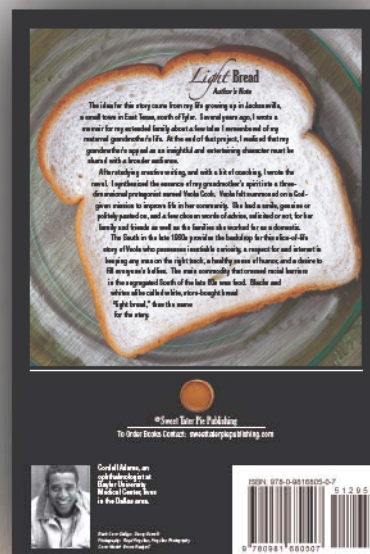 Light Bread
Author's Note
The idea for this story came from my life growing up in Jacksonville,
a small town in East Texas, south of Tyler. Several years ago, I wrote a
memoir for my extended family about a few tales I remembered of my
maternal grandmother's life. At the end of that project, I realized that my
grandmother's appeal as an insightful and entertaining character must be
shared with a broader audience.
After studying creative writing, and with a bit of coaching, I wrote the
novel. I synthesized the essence of my grandmother's spirit into a three-
dimensional protagonist named Veola Cook. Veola felt summoned on a God-
given mission to improve life in her community. She had a smile, genuine or
politely pasted on, and a few chosen words of advice, solicited or not, for her
family and friends as well as the families she worked for as a domestic.
The South in the late 1960s provides the backdrop for this slice-of-life
story of Veola who possesses insatiable curiosity, a respect for and interest in
keeping any man on the right track, a healthy sense of humor, and a desire to
fill everyone's bellies. The main commodity that crossed racial barriers
in the segregated South of the late 60s was food. Blacks and
whites alike called white, store-bought bread
"light bread," thus the name
for the story.
Sweet Tater Pie Publishing
To Order Books Contact: sweettaterpiepublishing.com
Cordell Adams, an
ophthalmologist at
Baylor University
Medical Center, lives
in the Dallas area.
ISBN 978-0-9816805-0-7
51295
9 780981 680507